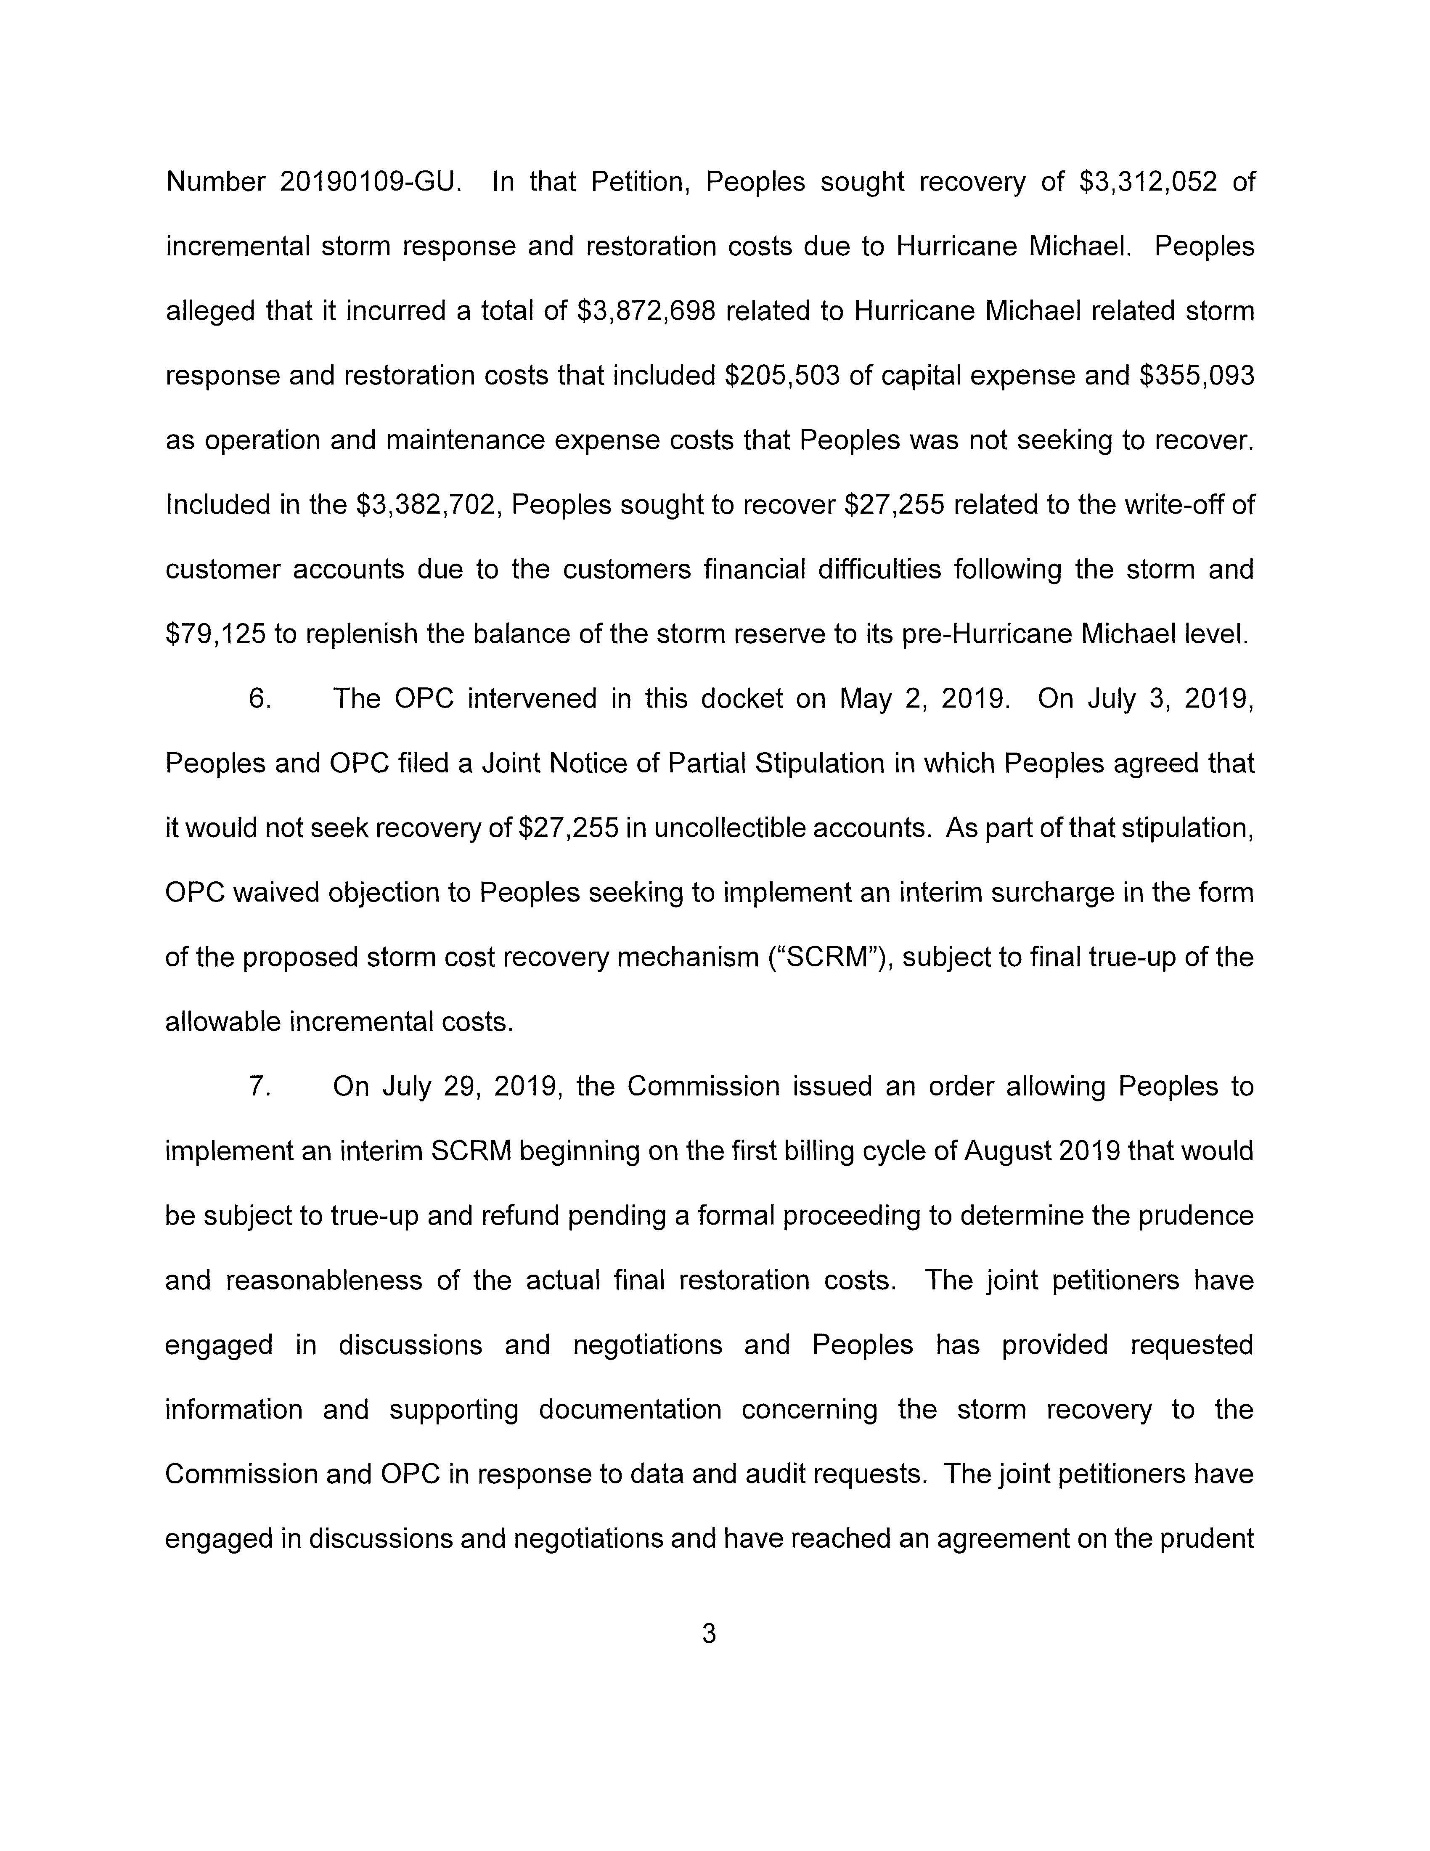 Number 20190109-GU. In that Petition, Peoples sought recovery of $3,312,052 of
incremental storm response and restoration costs due to Hurricane Michael. Peoples
alleged that it incurred a total of $3,872,698 related to Hurricane Michael related storm
response and restoration costs that included $205,503 of capital expense and $355,093
as operation and maintenance expense costs that Peoples was not seeking to recover.
Included in the $3,382,702, Peoples sought to recover $27,255 related to the write-off of
customer accounts due to the customers financial difficulties following the storm and
$79,125 to replenish the balance of the storm reserve to its pre-Hurricane Michael level.
6. The OPC intervened in this docket on May 2, 2019. On July 3, 2019,
Peoples and OPC filed a Joint Notice of Partial Stipulation in which Peoples agreed that
it would not seek recovery of $27,255 in uncollectible accounts. As part of that stipulation,
OPC waived objection to Peoples seeking to implement an interim surcharge in the form
of the proposed storm cost recovery mechanism (“SCRM”), subject to final true-up of the
allowable incremental costs.
7. On July 29, 2019, the Commission issued an order allowing Peoples to
implement an interim SCRM beginning on the first billing cycle of August 2019 that would
be subject to true-up and refund pending a formal proceeding to determine the prudence
and reasonableness of the actual final restoration costs. The joint petitioners have
engaged in discussions and negotiations and Peoples has provided requested
information and supporting documentation concerning the storm recovery to the
Commission and OPC in response to data and audit requests. The joint petitioners have
engaged in discussions and negotiations and have reached an agreement on the prudent
3